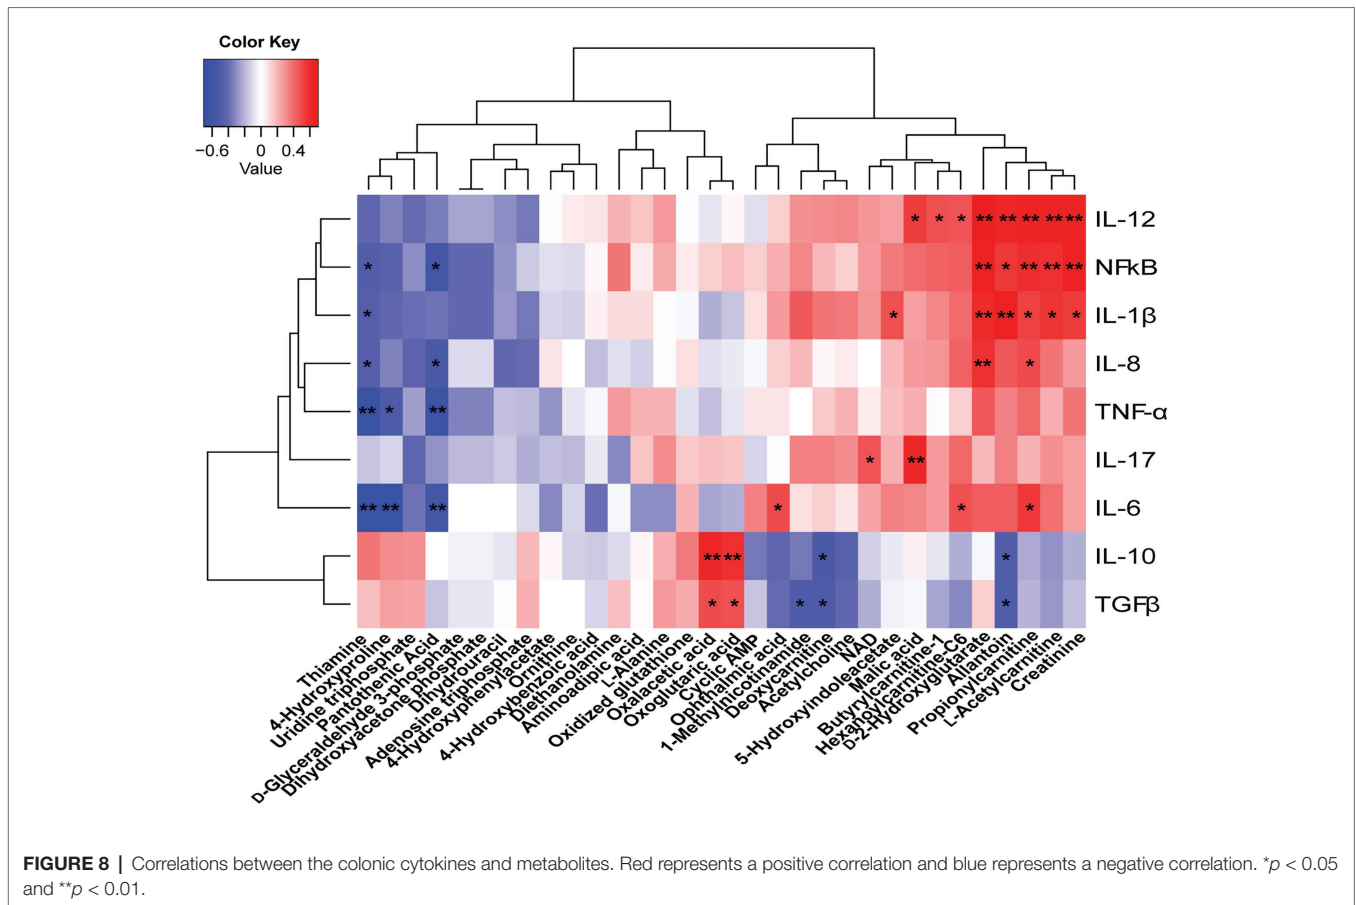 Color Key
−0.6 0 0.4
Value
* * * ** ** ** ** ** IL-12
* * ** * ** ** ** NFkB
* * ** ** * * * IL-1β
* * ** * IL-8
** * ** TNF-α
* ** IL-17
** ** ** * * * IL-6
** ** * * IL-10
* * * * * TGFβ
Thiamine
4-Hydroxyproline
Uridine triphosphate
Pantothenic Acid
D-Glyceraldehyde 3-phosphate
Dihydroxyacetone phosphate
Dihydrouracil
Adenosine triphosphate
4-Hydroxyphenylacetate
Ornithine
4-Hydroxybenzoic acid
Diethanolamine
Aminoadipic acid
L-Alanine
Oxidized glutathione
Oxalacetic acid
Oxoglutaric acid
Cyclic AMP
Ophthalmic acid
1-Methylnicotinamide
Deoxycarnitine
Acetylcholine
NAD
5-Hydroxyindoleacetate
Malic acid
Butyrylcarnitine-1
Hexanoylcarnitine-C6
D-2-Hydroxyglutarate
Allantoin
Propionylcarnitine
L-Acetylcarnitine
Creatinine
FIGURE 8 | Correlations between the colonic cytokines and metabolites. Red represents a positive correlation and blue represents a negative correlation. *p < 0.05
and **p < 0.01.